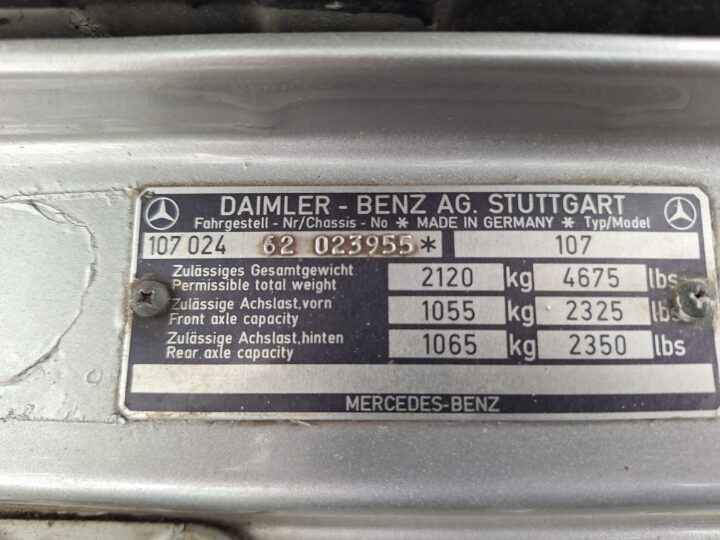 DAIMLER - BENZ AG. STUTTGART
Fahrgestell - Nr/Chassis - No * MADE IN GERMANY * Typ/Model
107 024 62 023955* 107
Zulässiges Gesamtgewicht
Permissible total weight 2120 kg 4675 lbs
Zulässige Achslast,vorn
Front axle capacity 1055 kg 2325 lbs
Zulässige Achslast,hinten
Rear.axle capacity 1065 kg 2350 lbs
MERCEDES-BENZ